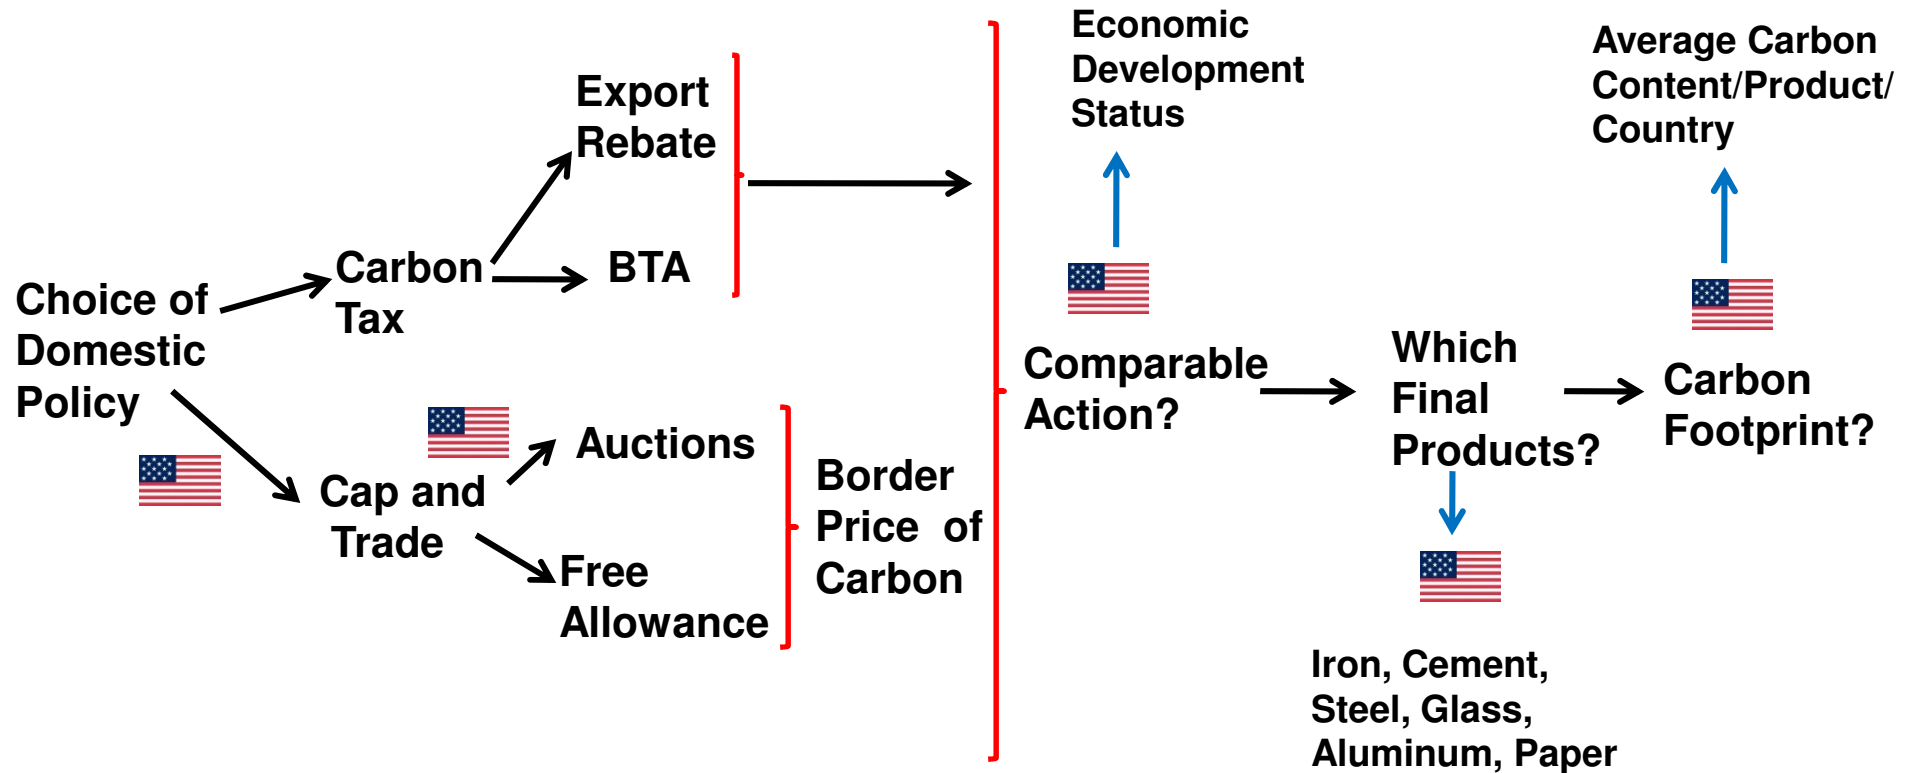 Choice of
Domestic
Policy
Carbon
Tax
Cap and
Trade
Export
Rebate
BTA
Auctions
Free
Allowance
Border
Price of
Carbon
Economic
Development
Status
Comparable
Action?
Which
Final
Products?
Iron, Cement,
Steel, Glass,
Aluminum, Paper
Average Carbon
Content/Product/
Country
Carbon
Footprint?